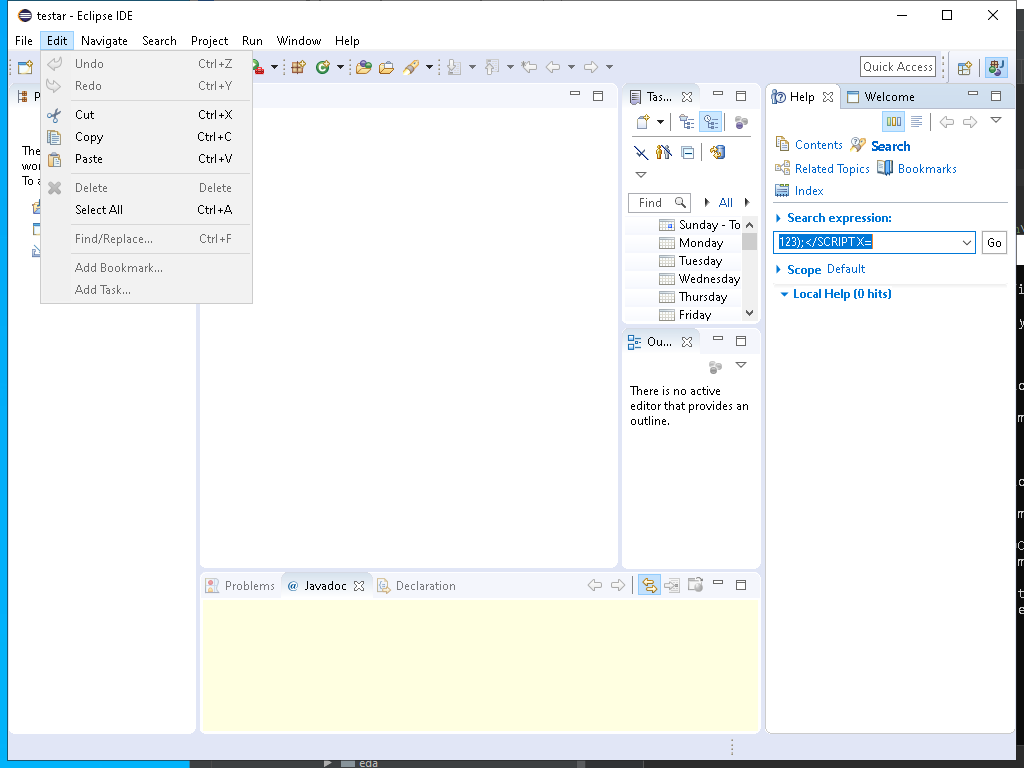 testar - Eclipse IDE
File Edit Navigate Search Project Run Window Help
Quick Access
Undo Ctrl+Z
Redo Ctrl+Y
Cut Ctrl+X
Copy Ctrl+C
Paste Ctrl+V
Delete Delete
Select All Ctrl+A
Find/Replace... Ctrl+F
Add Bookmark...
Add Task...
Tas...
Find All
Sunday - To
Monday
Tuesday
Wednesday
Thursday
Friday
Ou...
There is no active
editor that provides an
outline.
Help Welcome
Contents Search
Related Topics Bookmarks
Index
Search expression:
123);</SCRIPT X=
Go
Scope Default
Local Help (0 hits)
Problems @ Javadoc Declaration
eda